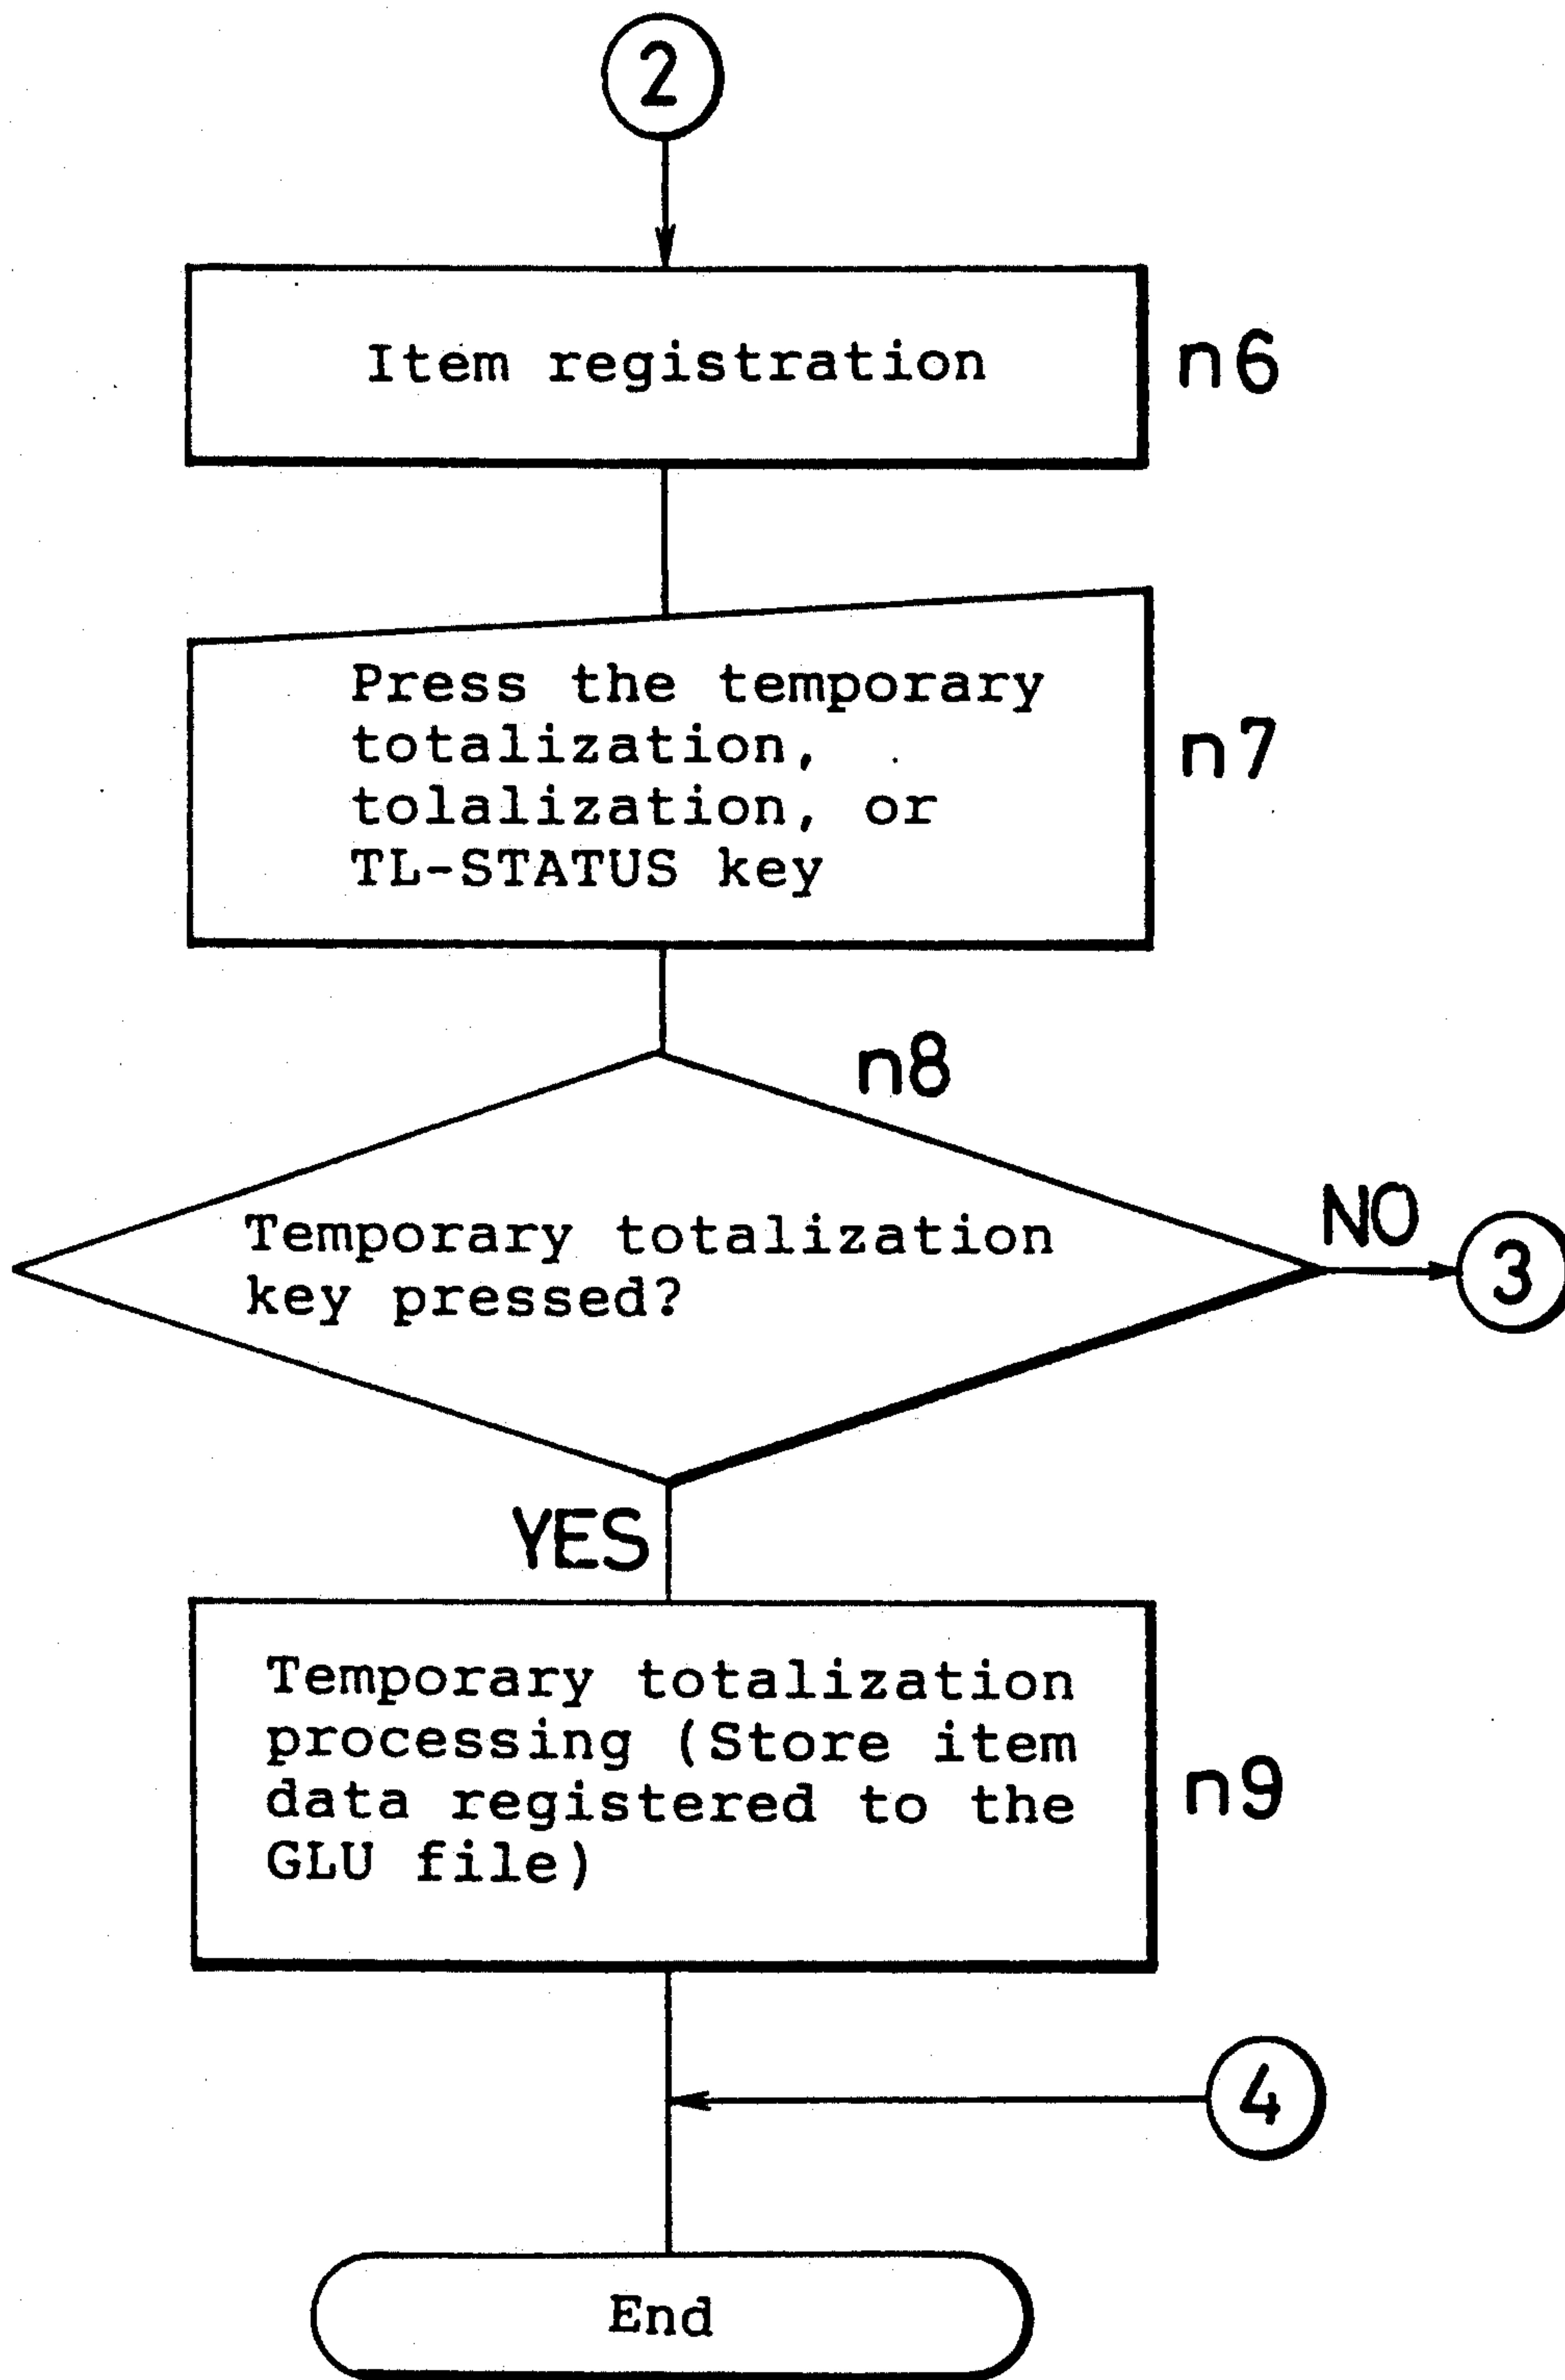 2
Item registration
n6
Press the temporary
totalization,
tolalization, or
TL-STATUS key
n7
n8
Temporary totalization
key pressed?
NO
3
YES
Temporary totalization
processing (Store item
data registered to the
GLU file)
n9
4
End